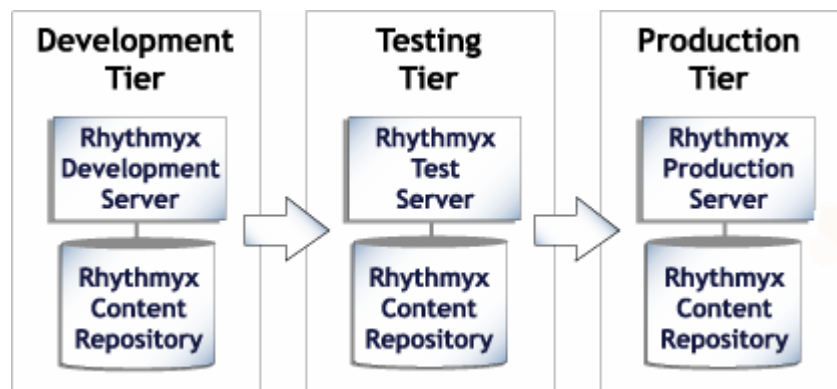 Development
Tier
Rhythmyx
Development
Server
Rhythmyx
Content
Repository
Testing
Tier
Rhythmyx
Test
Server
Rhythmyx
Content
Repository
Production
Tier
Rhythmyx
Production
Server
Rhythmyx
Content
Repository